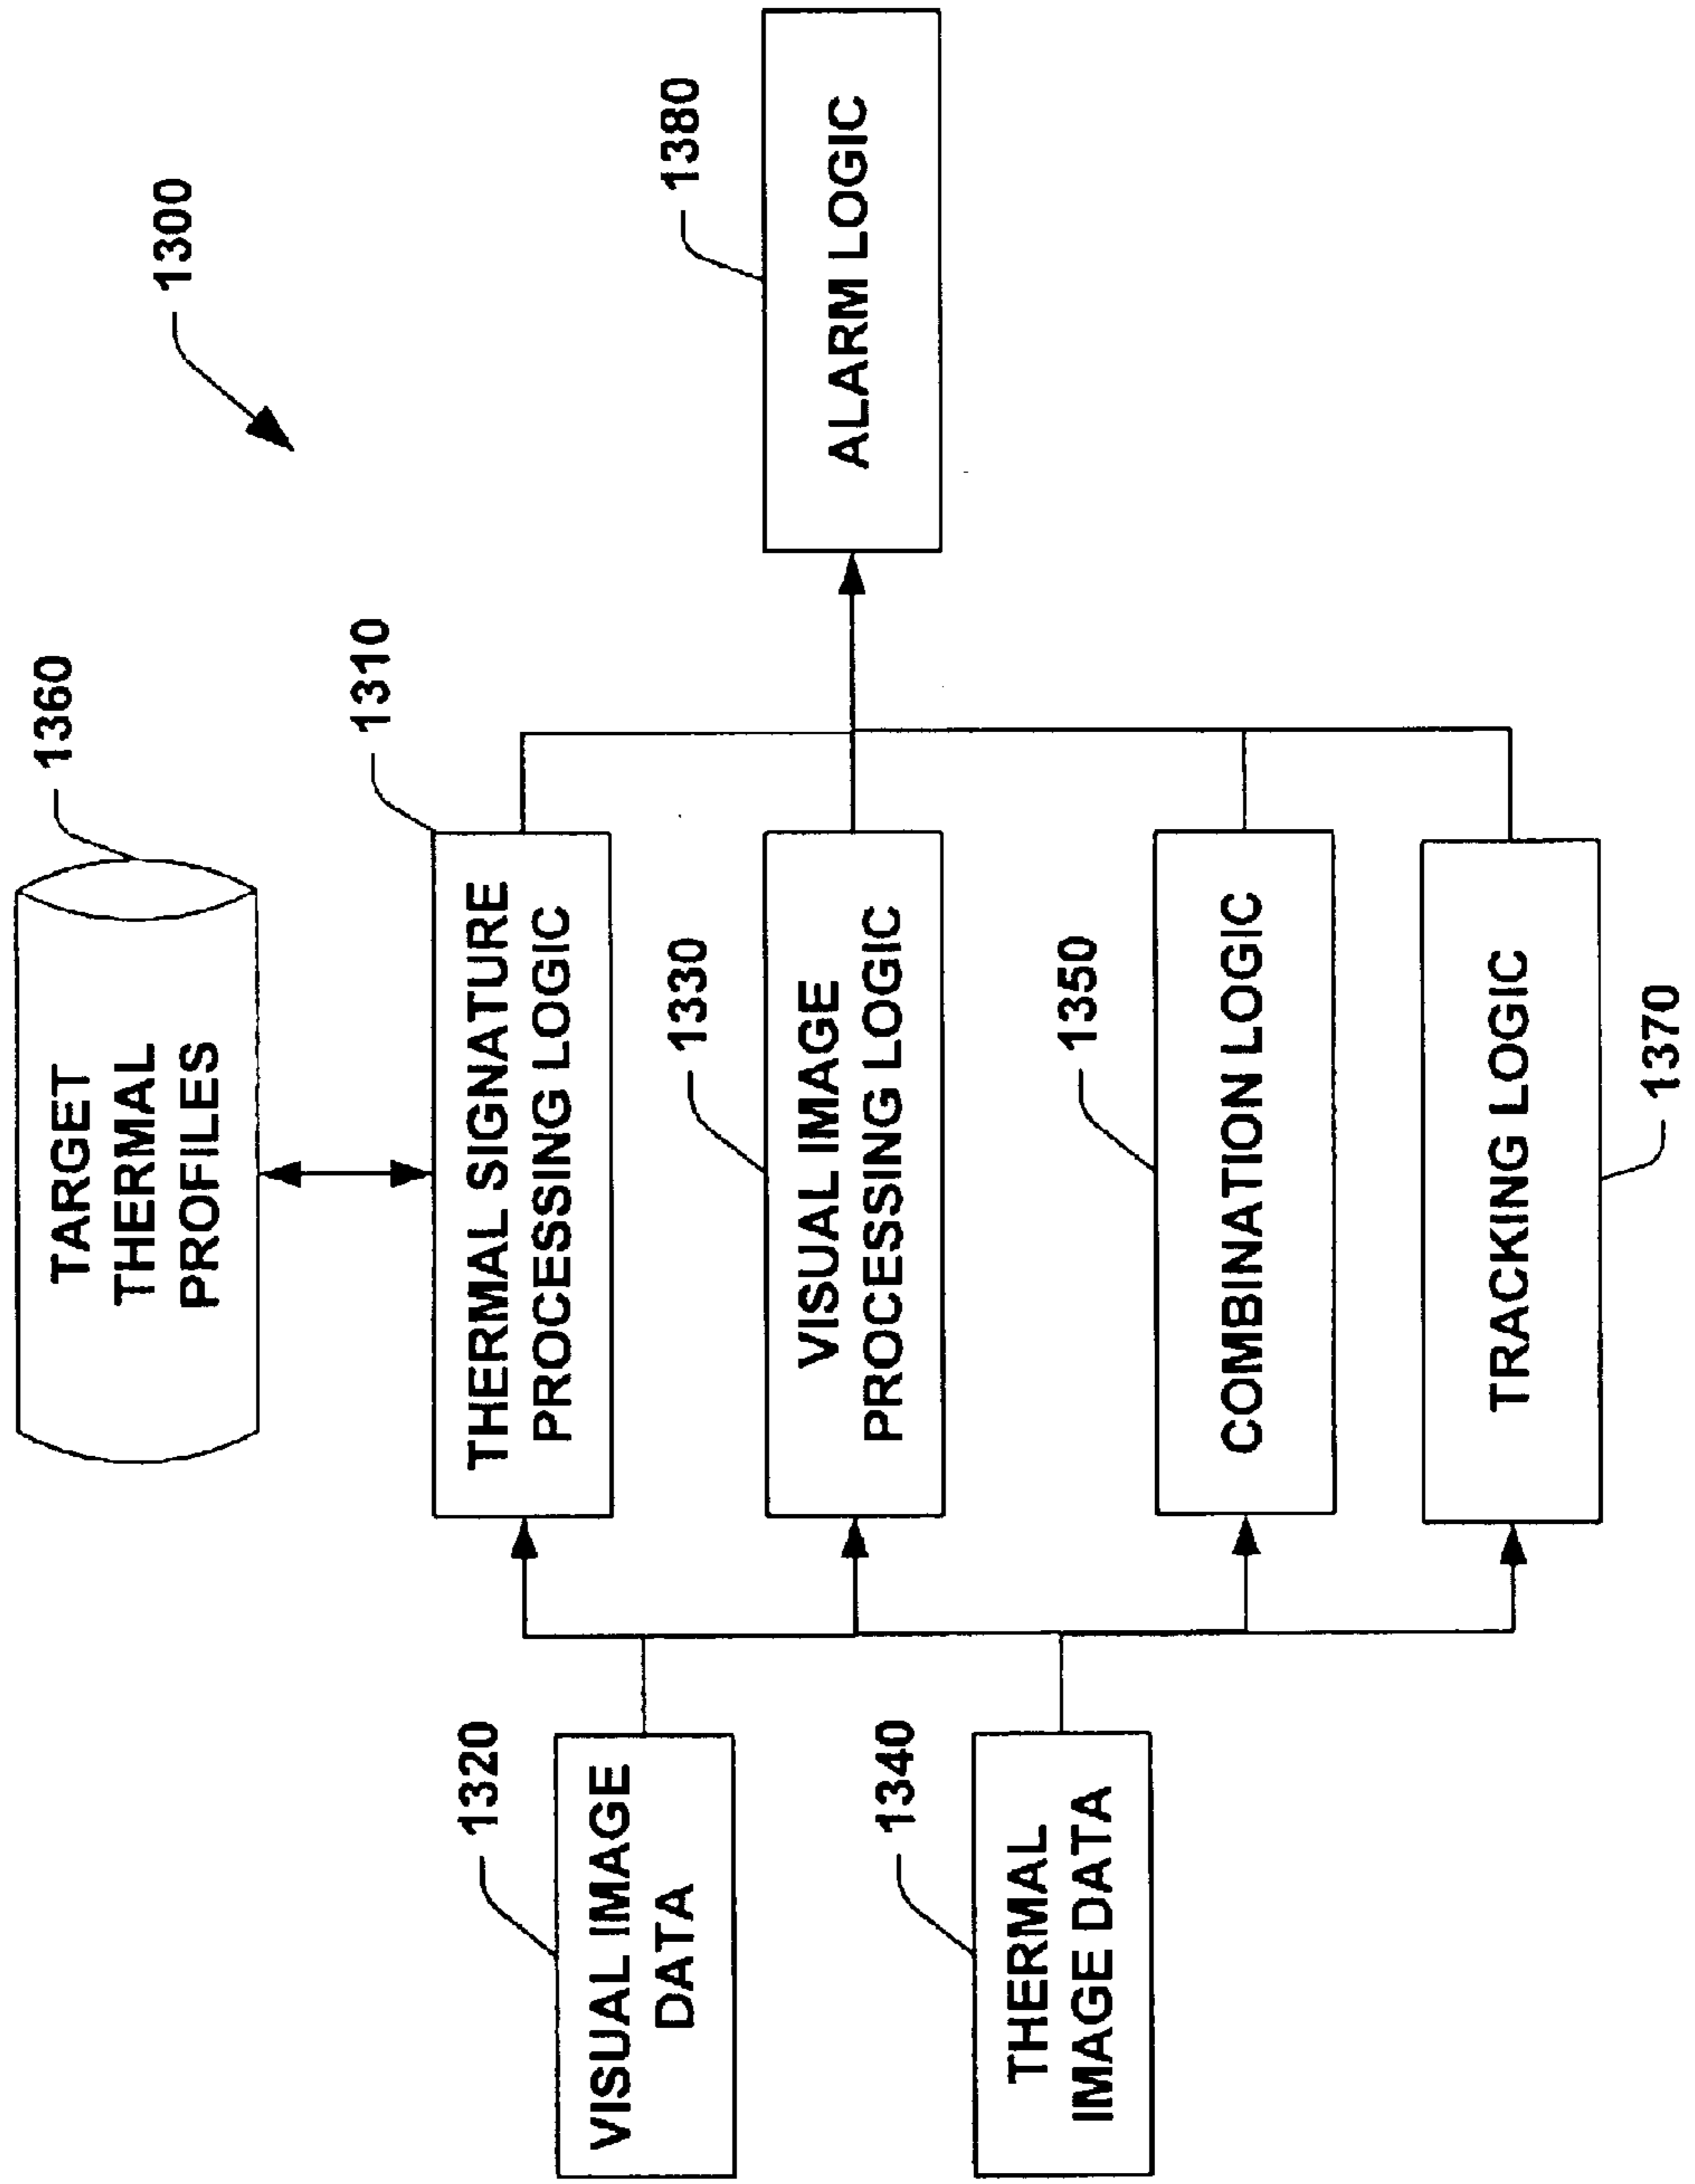 1300
TARGET
THERMAL
PROFILES
1360
1310
THERMAL SIGNATURE
PROCESSING LOGIC
1320
VISUAL IMAGE
DATA
1330
VISUAL IMAGE
PROCESSING LOGIC
1380
ALARM LOGIC
1340
THERMAL
IMAGE DATA
1350
COMBINATION LOGIC
TRACKING LOGIC
1370